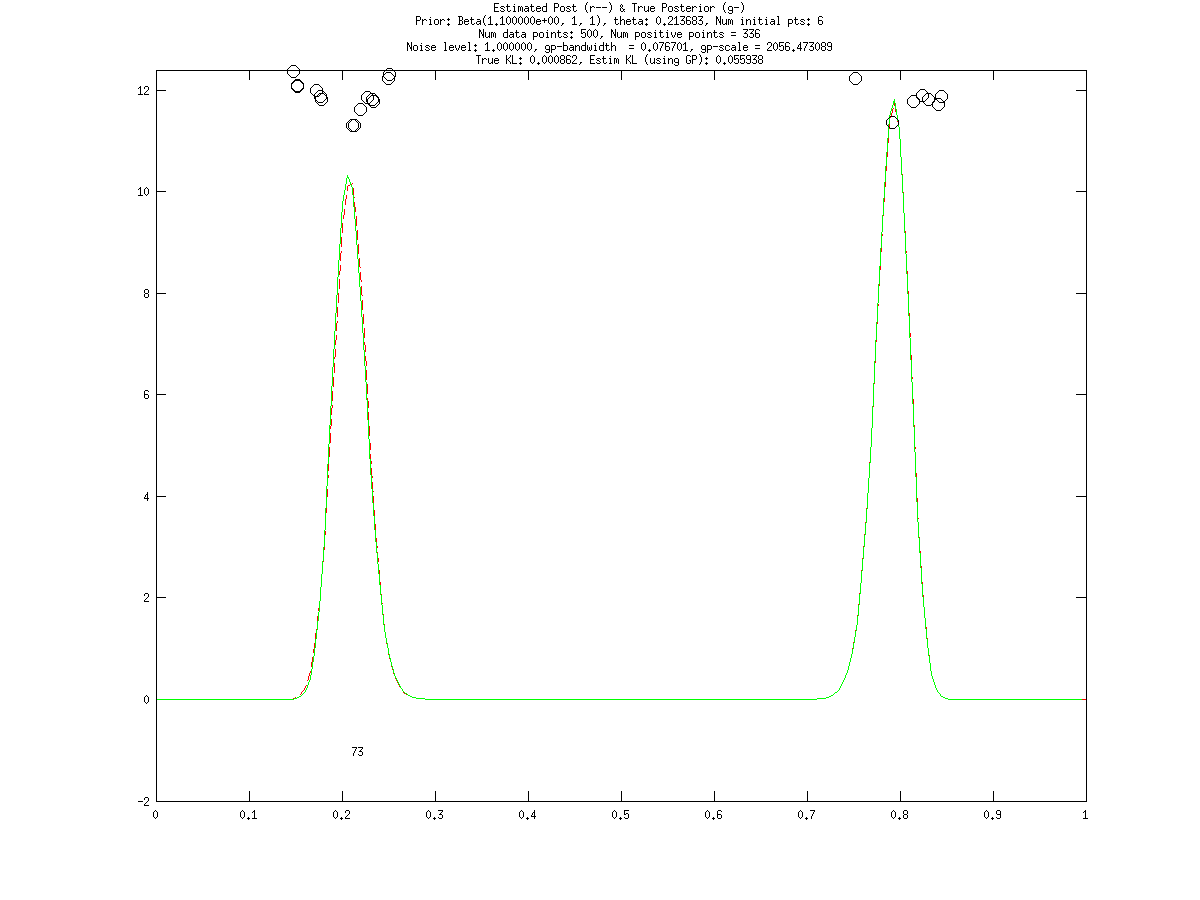 Estimated Post (r--) & True Posterior (g-)
Prior: Beta(1.100000e+00, 1, 1), theta: 0.213683, Num initial pts: 6
Num data points: 500, Num positive points = 336
Noise level: 1.000000, gp-bandwidth  = 0.076701, gp-scale = 2056.473089
True KL: 0.000862, Estim KL (using GP): 0.055938
12
10
8
6
4
2
0
73
-2
0 0.1 0.2 0.3 0.4 0.5 0.6 0.7 0.8 0.9 1